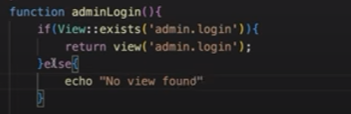 function adminLogin(){
if(View::exists('admin.login')){
return view('admin.login');
}else{
echo "No view found"
}